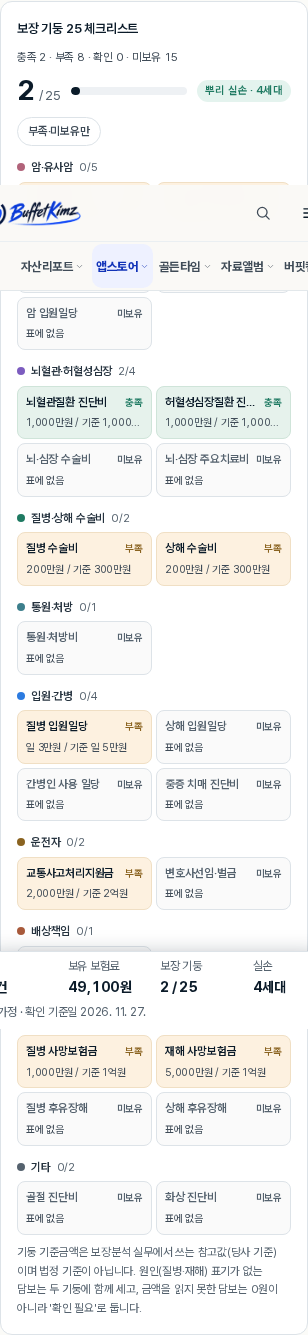 보장 기둥 25 체크리스트
충족 2 · 부족 8 · 확인 0 · 미보유 15
2 / 25 뿌리 실손 · 4세대
부족·미보유만
암·유사암 0/5
BuffetKimz
자산리포트 앱스토어 골든타임 자료앨범 버핏
암 입원일당 미보유
표에 없음
뇌혈관·허혈성심장 2/4
뇌혈관질환 진단비 충족 허혈성심장질환 진... 충족
1,000만원 / 기준 1,000... 1,000만원 / 기준 1,000...
뇌·심장 수술비 미보유 뇌·심장 주요치료비 미보유
표에 없음 표에 없음
질병·상해 수술비 0/2
질병 수술비 부족 상해 수술비 부족
200만원 / 기준 300만원 200만원 / 기준 300만원
통원·처방 0/1
통원·처방비 미보유
표에 없음
입원·간병 0/4
질병 입원일당 부족 상해 입원일당 미보유
일 3만원 / 기준 일 5만원 표에 없음
간병인 사용 일당 미보유 중증 치매 진단비 미보유
표에 없음 표에 없음
운전자 0/2
교통사고처리지원금 부족 변호사선임·벌금 미보유
2,000만원 / 기준 2억원 표에 없음
배상책임 0/1
보유 보험료 보장 기둥 실손
건 49,100원 2 / 25 4세대
가정 · 확인 기준일 2026. 11. 27.
질병 사망보험금 부족 재해 사망보험금 부족
1,000만원 / 기준 1억원 5,000만원 / 기준 1억원
질병 후유장해 미보유 상해 후유장해 미보유
표에 없음 표에 없음
기타 0/2
골절 진단비 미보유 화상 진단비 미보유
표에 없음 표에 없음
기둥 기준금액은 보장분석 실무에서 쓰는 참고값(당사 기준)
이며 법정 기준이 아닙니다. 원인(질병·재해) 표기가 없는
담보는 두 기둥에 함께 세고, 금액을 읽지 못한 담보는 0원이
아니라 '확인 필요'로 둡니다.